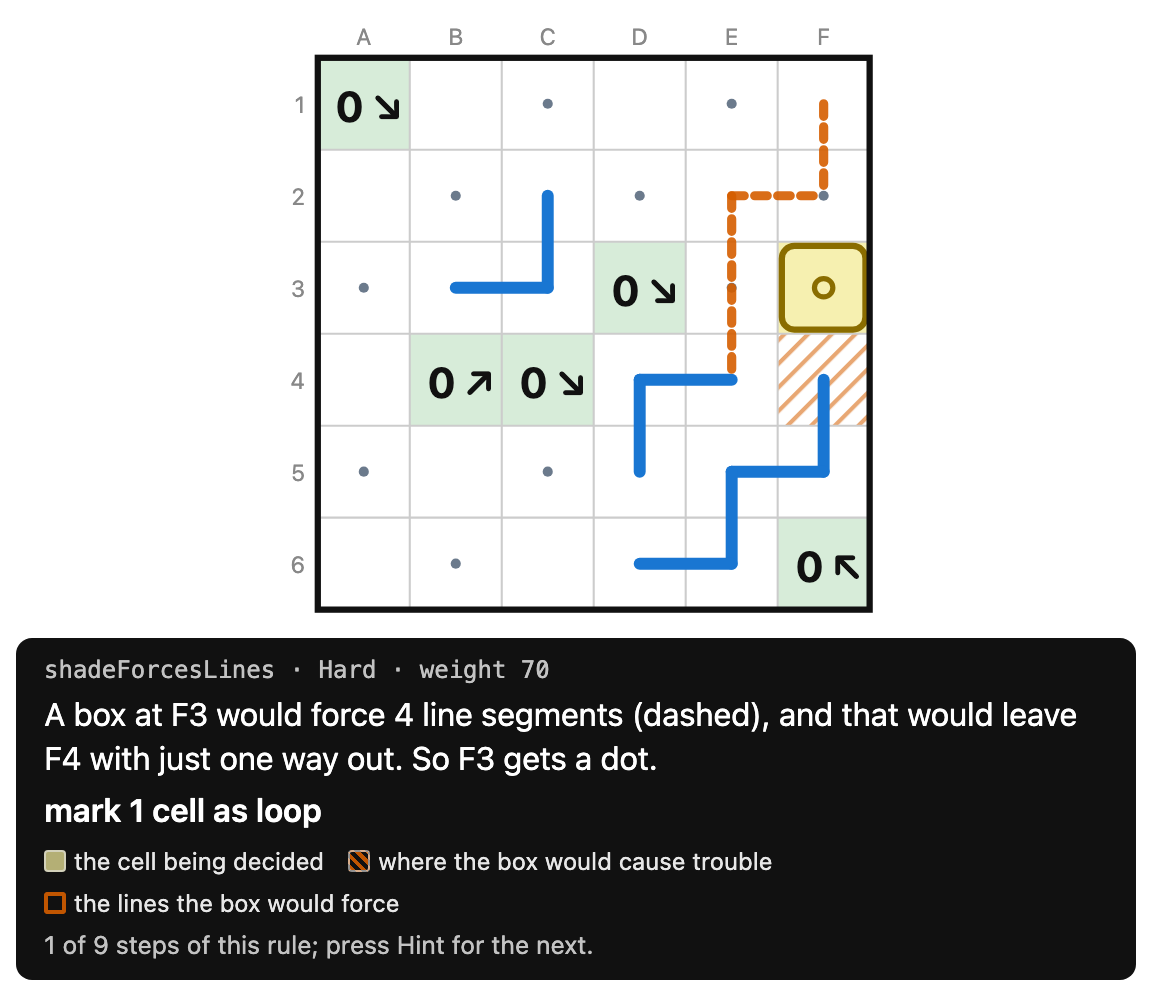 A B C D E F
1 0 ↘
2
3 0 ↘
4 0 ↗ 0 ↘
5
6 0 ↖
shadeForcesLines · Hard · weight 70
A box at F3 would force 4 line segments (dashed), and that would leave
F4 with just one way out. So F3 gets a dot.
mark 1 cell as loop
the cell being decided where the box would cause trouble
the lines the box would force
1 of 9 steps of this rule; press Hint for the next.